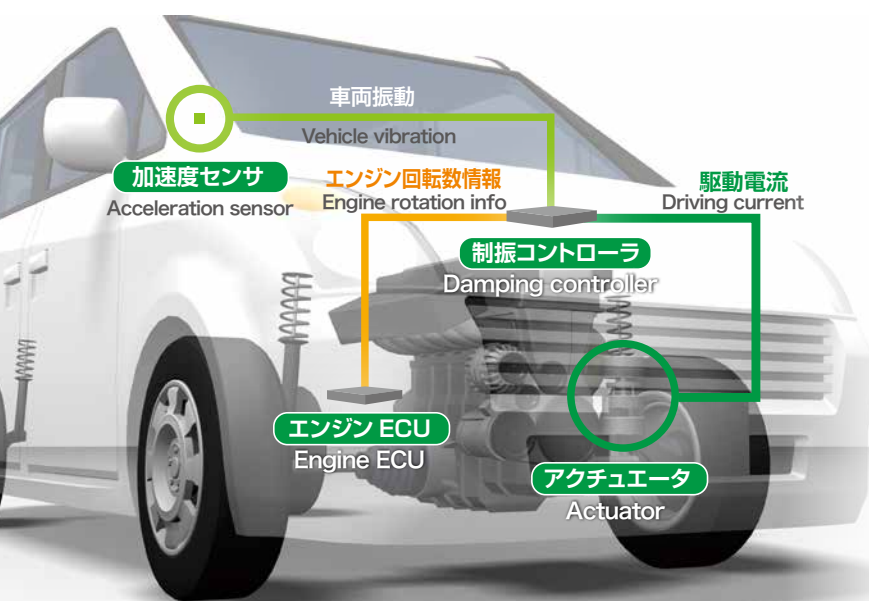 車両振動
Vehicle vibration
加速度センサ
Acceleration sensor
エンジン回転数情報
Engine rotation info
駆動電流
Driving current
制振コントローラ
Damping controller
エンジン ECU
Engine ECU
アクチュエータ
Actuator